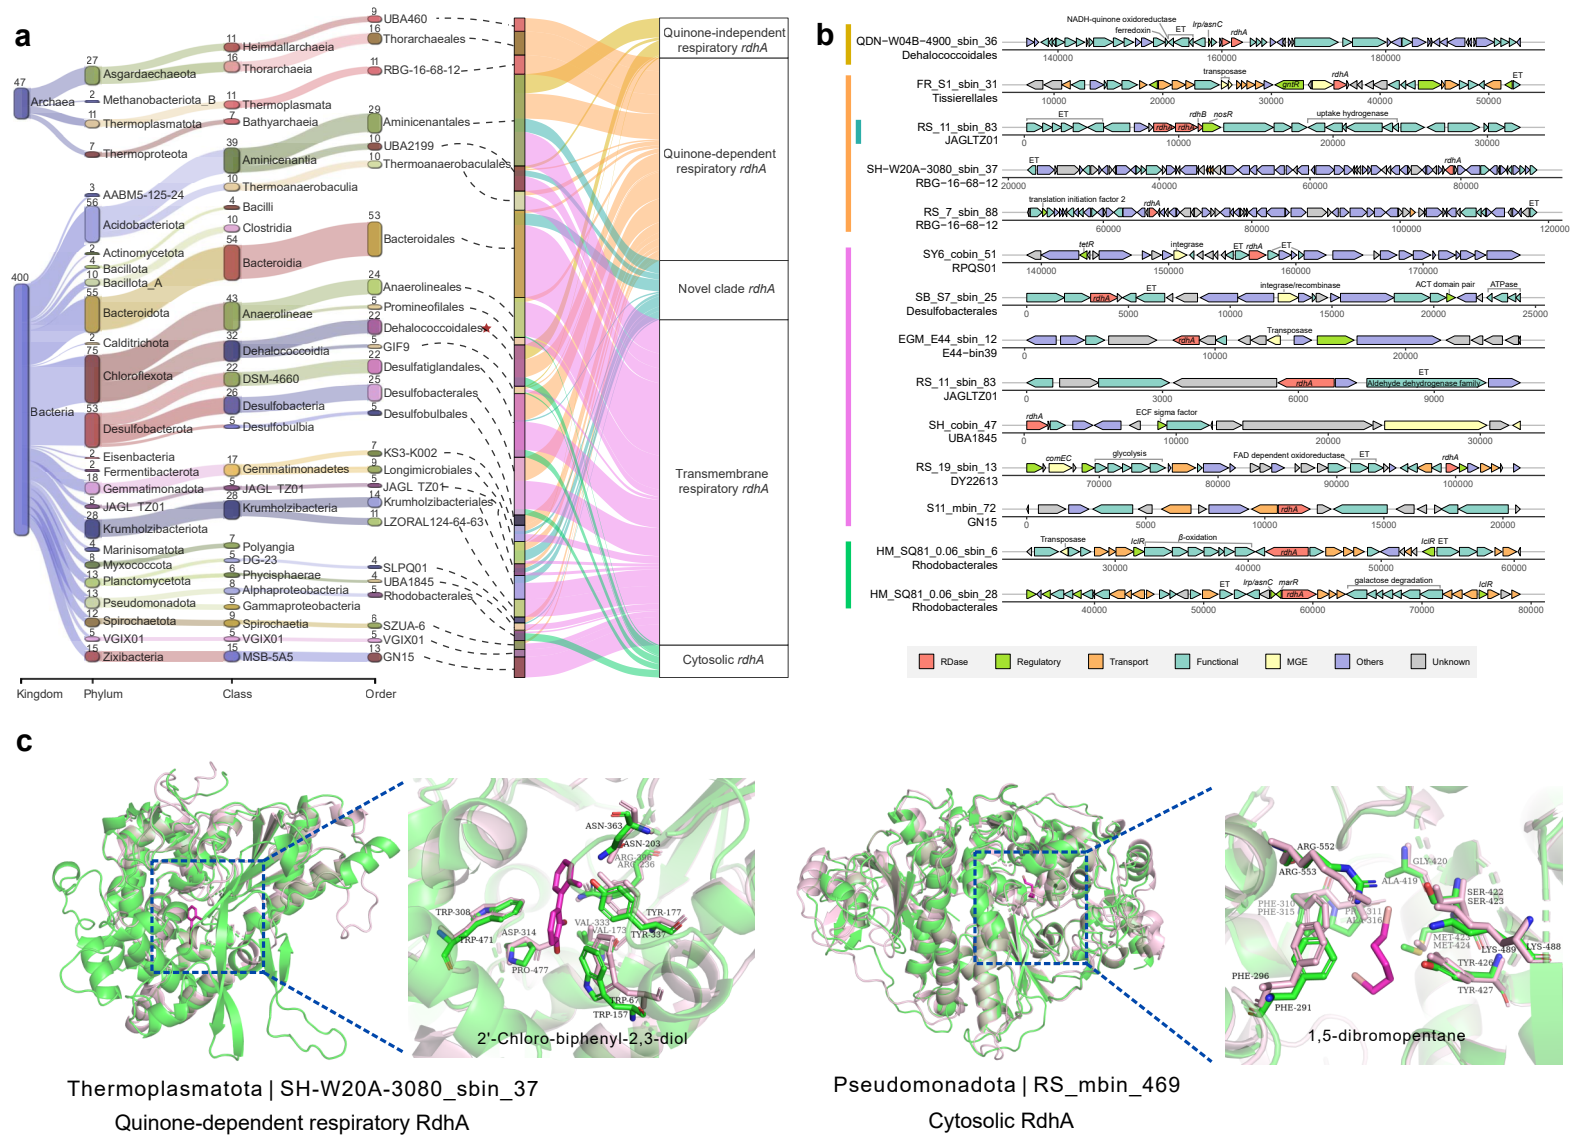 a
47
Archaea
400
Bacteria
27
Asgardaechaeota
2
Methanobacteriota_B
11
Thermoplasmatota
7
Thermoproteota
3
AABM5-125-24
56
Acidobacteriota
2
Actinomycetota
4
Bacillota
10
Bacillota_A
55
Bacteroidota
2
Calditrichota
75
Chloroflexota
53
Desulfobacterota
2
Eisenbacteria
2
Fermentibacterota
18
Gemmatimonadota
5
JAGL TZ01
28
Krumholzibacteriota
4
Marinisomatota
8
Myxococcota
13
Planctomycetota
13
Pseudomonadota
12
Spirochaetota
5
VGIX01
15
Zixibacteria
11
Heimdallarchaeia
16
Thorarchaeia
11
Thermoplasmata
7
Bathyarchaeia
39
Aminicenantia
10
Thermoanaerobaculia
4
Bacilli
10
Clostridia
54
Bacteroidia
43
Anaerolineae
32
Dehalococcoidia
22
DSM-4660
26
Desulfobacteria
5
Desulfobulbia
17
Gemmatimonadetes
5
JAGL TZ01
28
Krumholzibacteria
7
Polyangia
5
DG-23
6
Phycisphaerae
8
Alphaproteobacteria
5
Gammaproteobacteria
9
Spirochaetia
5
VGIX01
15
MSB-5A5
9
UBA460
16
Thorarchaeales
11
RBG-16-68-12
29
Aminicenantales
10
UBA2199
10
Thermoanaerobaculales
53
Bacteroidales
24
Anaerolineales
5
Promineofilales
22
Dehalococcoidales
5
GIF9
22
Desulfatiglandales
25
Desulfobacterales
5
Desulfobulbales
7
KS3-K002
9
Longimicrobiales
5
JAGL TZ01
14
Krumholzibacteriales
11
LZORAL124-64-63
4
SLPQ01
4
UBA1845
5
Rhodobacterales
6
SZUA-6
5
VGIX01
13
GN15
Kingdom
Phylum
Class
Order
Quinone-independent
respiratory rdhA
Quinone-dependent
respiratory rdhA
Novel clade rdhA
Transmembrane
respiratory rdhA
Cytosolic rdhA
b
QDN-W04B-4900_sbin_36
Dehalococcoidales
NADH-quinone oxidoreductase
ferredoxin
ET
lrp/asnC
rdhA
140000 160000 180000
FR_S1_sbin_31
Tissierellales
transposase
gntR
rdhA
ET
10000 20000 30000 40000 50000
RS_11_sbin_83
JAGLTZ01
ET
rdhA
rdhA
rdhB
nosR
uptake hydrogenase
0 10000 20000 30000
SH-W20A-3080_sbin_37
RBG-16-68-12
ET
rdhA
20000 40000 60000 80000
RS_7_sbin_88
RBG-16-68-12
translation initiation factor 2
rdhA
ET
60000 80000 100000 120000
SY6_cobin_51
RPQS01
tetR
integrase
ET
rdhA
ET
140000 150000 160000 170000
SB_S7_sbin_25
Desulfobacterales
rdhA
ET
integrase/recombinase
ACT domain pair
ATPase
0 5000 10000 15000 20000 25000
EGM_E44_sbin_12
E44-bin39
rdhA
Transposase
0 10000 20000
RS_11_sbin_83
JAGLTZ01
rdhA
ET
Aldehyde dehydrogenase family
0 3000 6000 9000
SH_cobin_47
UBA1845
rdhA
ECF sigma factor
0 10000 20000 30000
RS_19_sbin_13
DY22613
comEC
glycolysis
FAD dependent oxidoreductase
ET
rdhA
70000 80000 90000 100000
S11_mbin_72
GN15
rdhA
0 5000 10000 15000 20000
HM_SQ81_0.06_sbin_6
Rhodobacterales
Transposase
lclR
β-oxidation
rdhA
lclR
ET
30000 40000 50000 60000
HM_SQ81_0.06_sbin_28
Rhodobacterales
ET
lrp/asnC
marR
rdhA
galactose degradation
lclR
40000 50000 60000 70000 80000
RDase
Regulatory
Transport
Functional
MGE
Others
Unknown
c
ASN-363
ASN-203
ARG-398
ARG-236
TRP-308
TRP-471
ASP-314
PRO-477
VAL-333
VAL-173
TYR-177
TYR-337
TRP-67
TRP-157
2'-Chloro-biphenyl-2,3-diol
Thermoplasmatota | SH-W20A-3080_sbin_37
Quinone-dependent respiratory RdhA
ARG-552
ARG-553
GLY-420
ALA-419
SER-422
SER-423
PHE-310
PHE-315
PRO-311
ALA-316
MET-423
MET-424
LYS-488
LYS-489
TYR-426
TYR-427
PHE-296
PHE-291
1,5-dibromopentane
Pseudomonadota | RS_mbin_469
Cytosolic RdhA